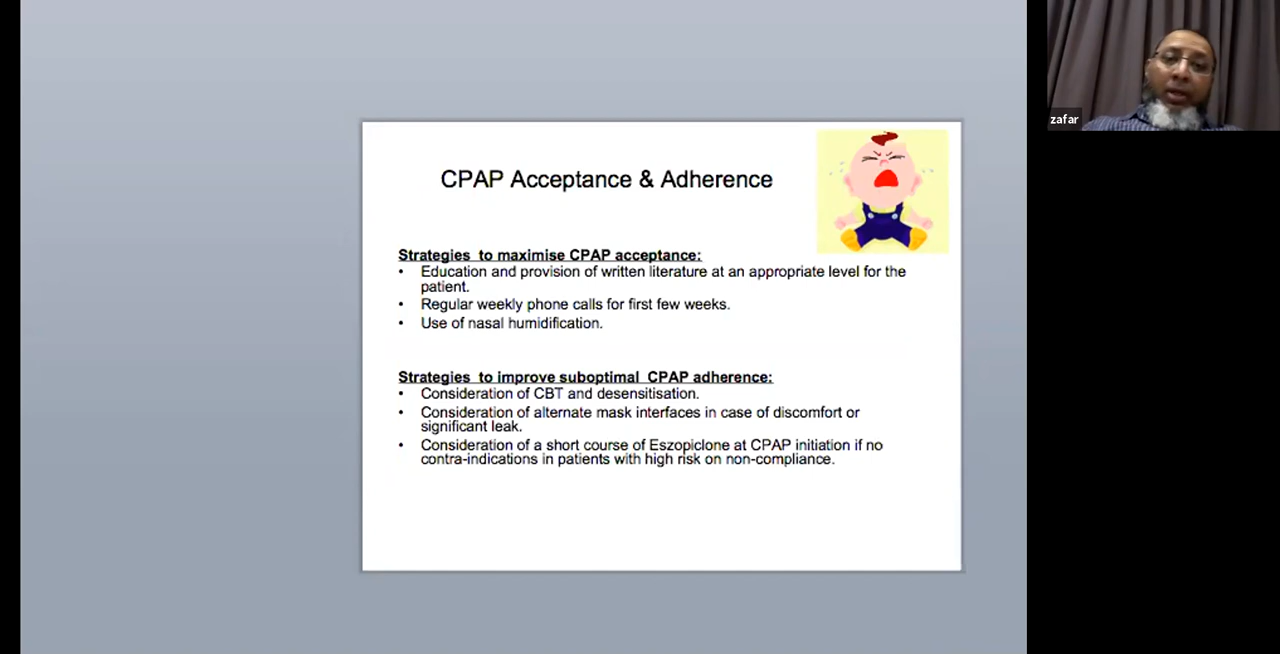 CPAP Acceptance & Adherence
Strategies to maximise CPAP acceptance:
• Education and provision of written literature at an appropriate level for the
patient.
• Regular weekly phone calls for first few weeks.
• Use of nasal humidification.
Strategies to improve suboptimal CPAP adherence:
• Consideration of CBT and desensitisation.
• Consideration of alternate mask interfaces in case of discomfort or
significant leak.
• Consideration of a short course of Eszopiclone at CPAP initiation if no
contra-indications in patients with high risk on non-compliance.
zafar